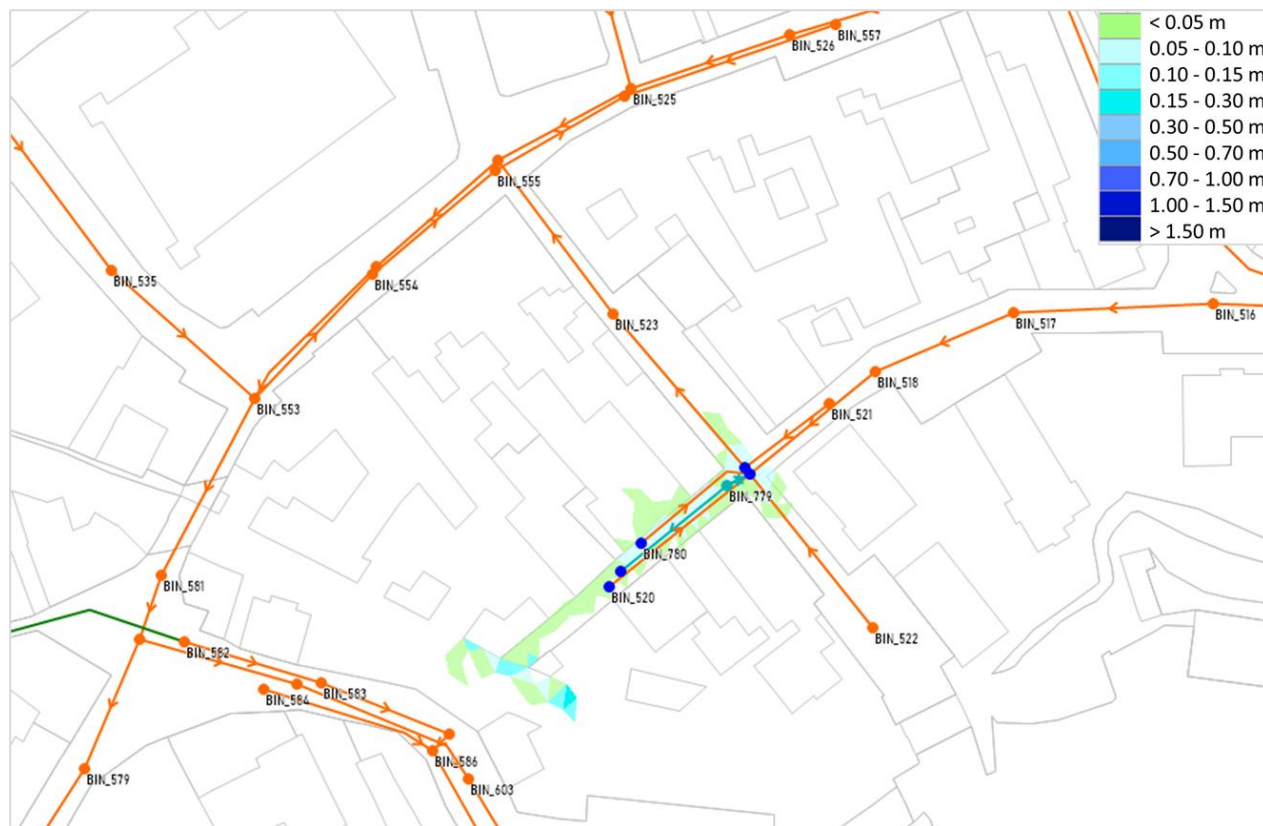 < 0.05 m
0.05 - 0.10 m
0.10 - 0.15 m
0.15 - 0.30 m
0.30 - 0.50 m
0.50 - 0.70 m
0.70 - 1.00 m
1.00 - 1.50 m
> 1.50 m
BIN_557
BIN_526
BIN_525
BIN_555
BIN_535
BIN_554
BIN_516
BIN_517
BIN_523
BIN_518
BIN_553
BIN_521
BIN_779
BIN_780
BIN_581
BIN_520
BIN_522
BIN_582
BIN_583
BIN_584
BIN_586
BIN_579
BIN_603